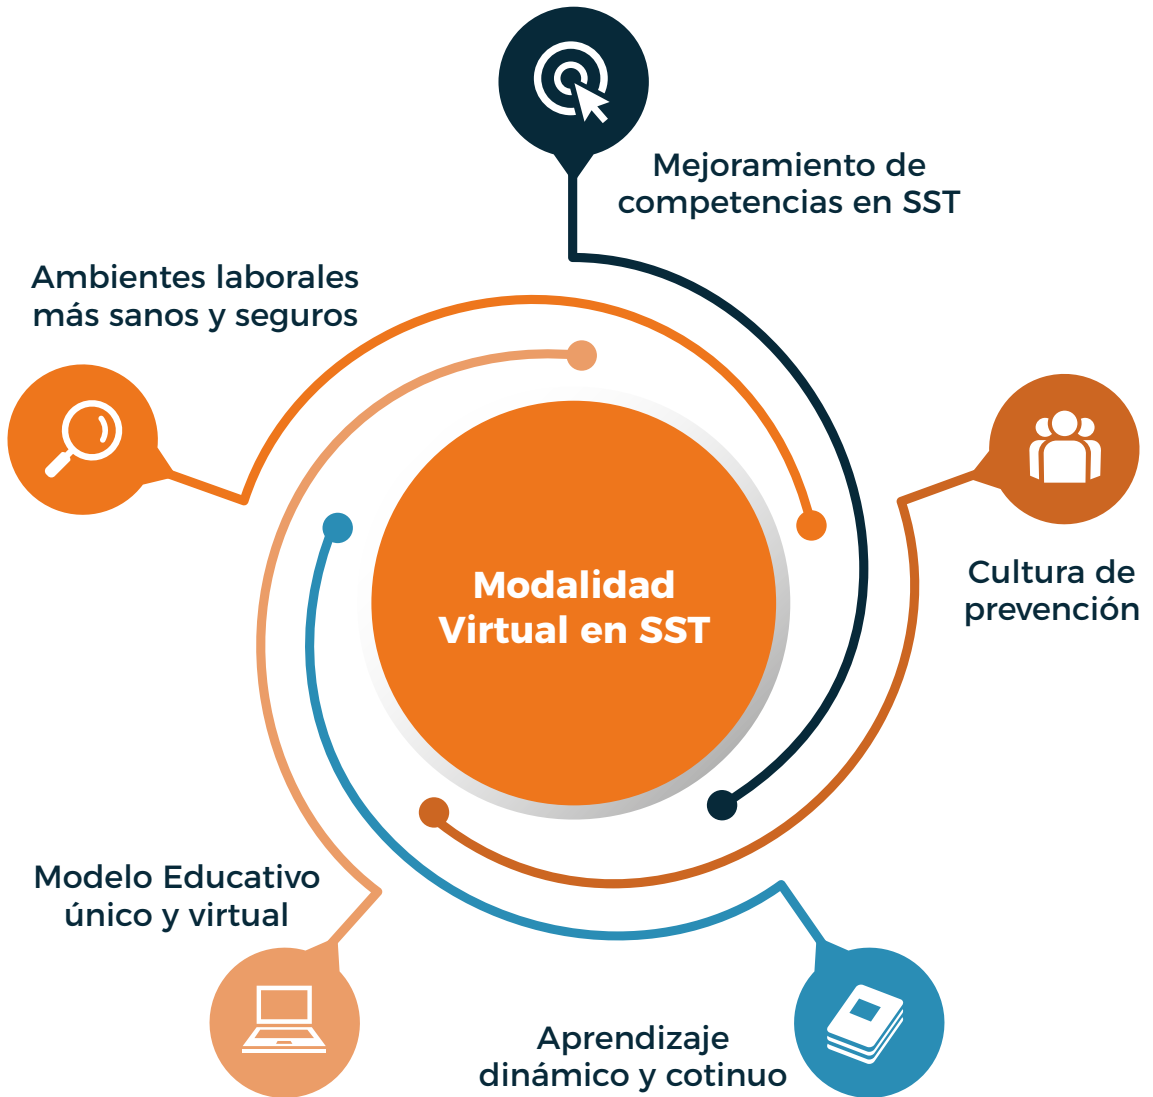 Mejoramiento de
competencias en SST
Ambientes laborales
más sanos y seguros
Modalidad
Virtual en SST
Cultura de
prevención
Modelo Educativo
único y virtual
Aprendizaje
dinámico y cotinuo